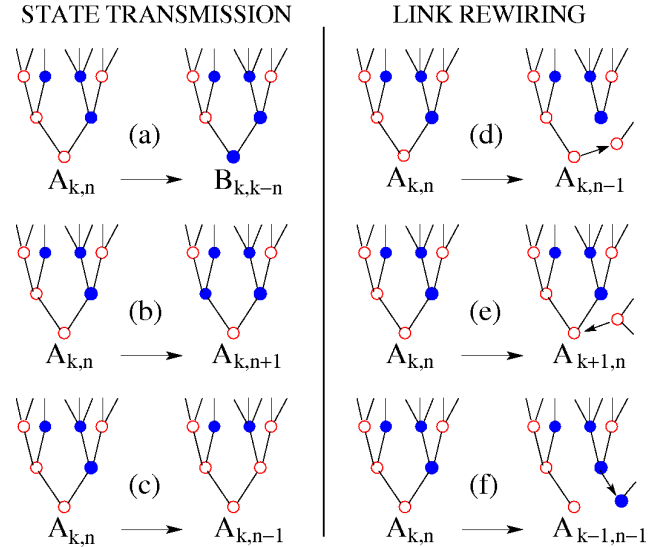 STATE TRANSMISSION
LINK REWIRING
(a)
A_{k,n}
B_{k,k-n}
(d)
A_{k,n}
A_{k,n-1}
(b)
A_{k,n}
A_{k,n+1}
(e)
A_{k,n}
A_{k+1,n}
(c)
A_{k,n}
A_{k,n-1}
(f)
A_{k,n}
A_{k-1,n-1}